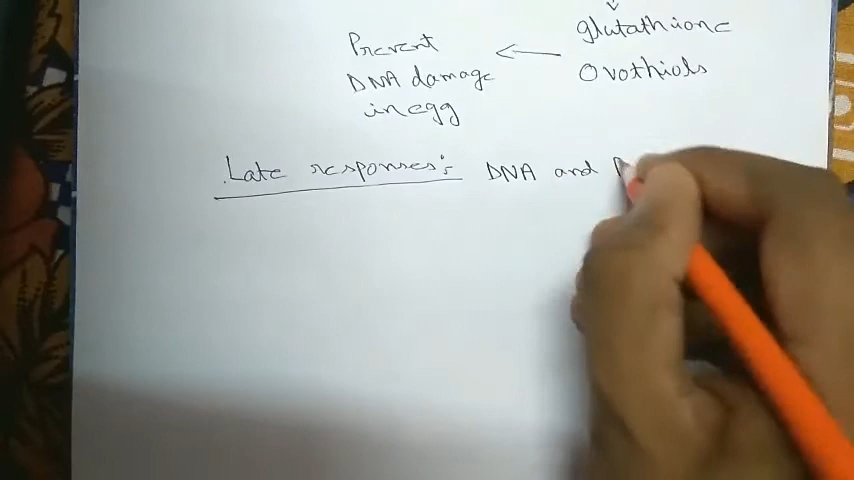 glutathione
Prevent
DNA damage
in egg
Ovothiols
Late responses:
DNA and